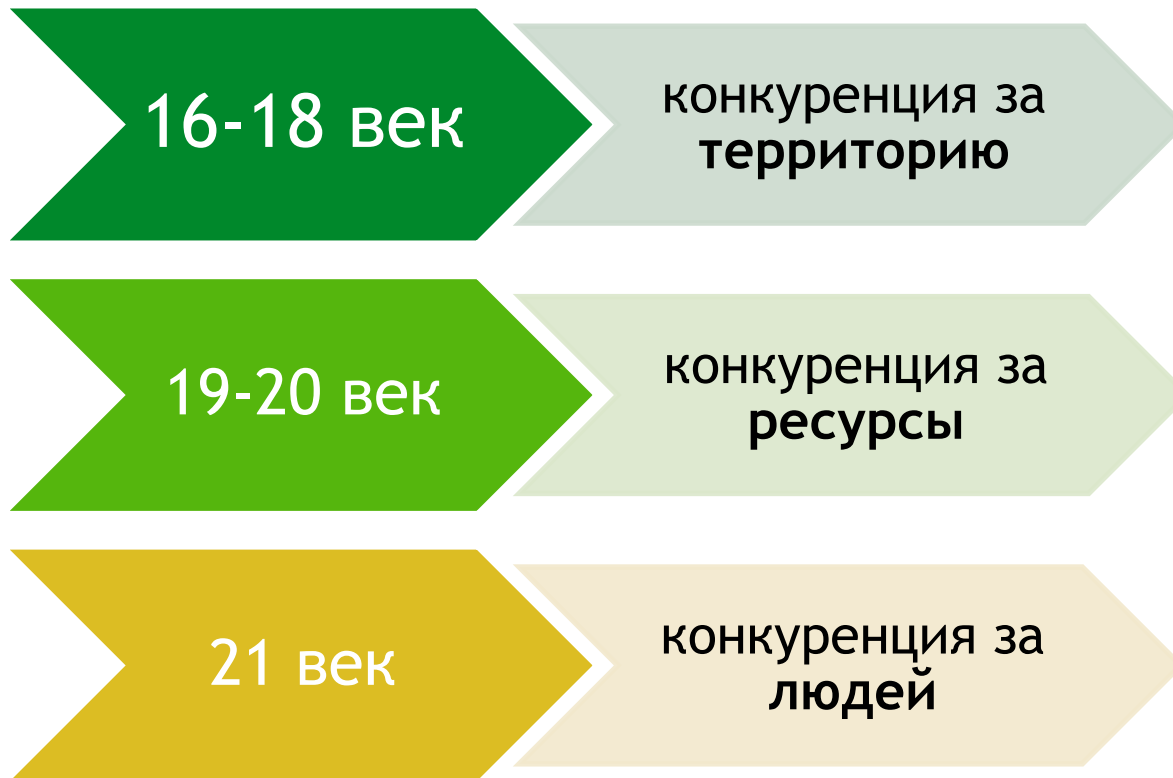 16-18 век
конкуренция за
территорию
19-20 век
конкуренция за
ресурсы
21 век
конкуренция за
людей